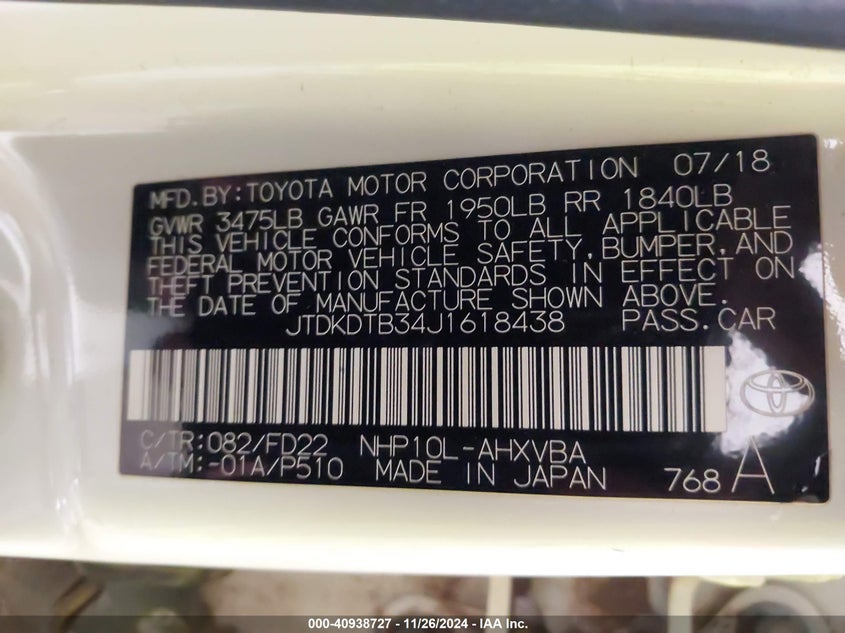 MFD.BY:TOYOTA MOTOR CORPORATION 07/18
GVWR 3475LB GAWR FR 1950LB RR 1840LB
THIS VEHICLE CONFORMS TO ALL APPLICABLE
FEDERAL MOTOR VEHICLE SAFETY,BUMPER,AND
THEFT PREVENTION STANDARDS IN EFFECT ON
THE DATE OF MANUFACTURE SHOWN ABOVE.
JTDKDTB34J1618438 PASS.CAR
C/TR:082/FD22 NHP10L-AHXVBA
A/TM:-01A/P510 MADE IN JAPAN 768 A
000-40938727 - 11/26/2024 - IAA Inc.